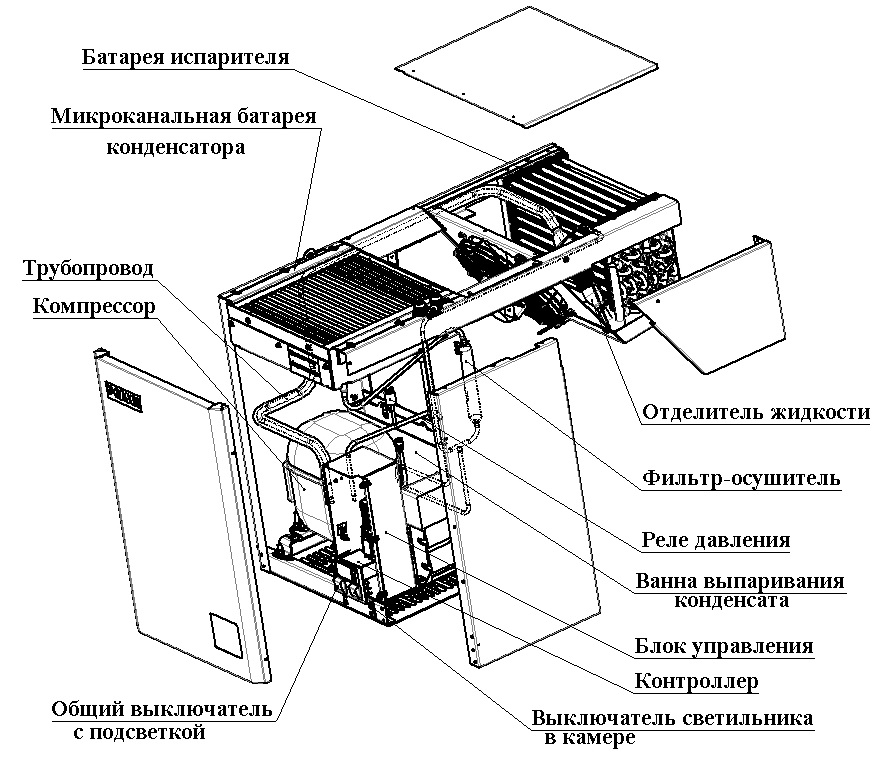 Батарея испарителя
Микроканальная батарея
конденсатора
Трубопровод
Компрессор
Отделитель жидкости
Фильтр-осушитель
Реле давления
Ванна выпаривания
конденсата
Блок управления
Контроллер
Общий выключатель
с подсветкой
Выключатель светильника
в камере